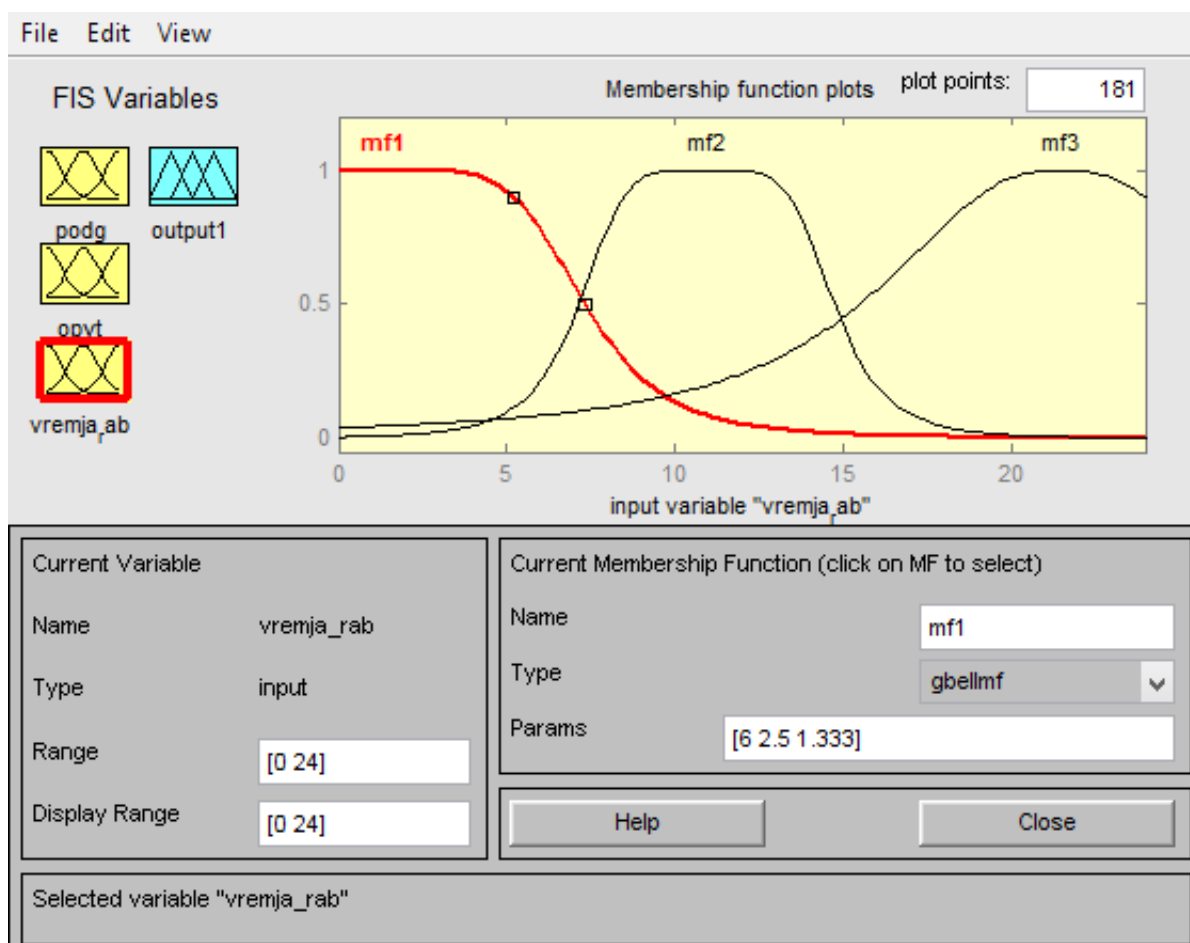 File Edit View
FIS Variables
Membership function plots
plot points:
181
podg
output1
opyt
vremja_rab
mf1
mf2
mf3
1
0.5
0
0
5
10
15
20
input variable "vremja_rab"
Current Variable
Name
vremja_rab
Type
input
Range
[0 24]
Display Range
[0 24]
Current Membership Function (click on MF to select)
Name
mf1
Type
gbellmf
Params
[6 2.5 1.333]
Help
Close
Selected variable "vremja_rab"